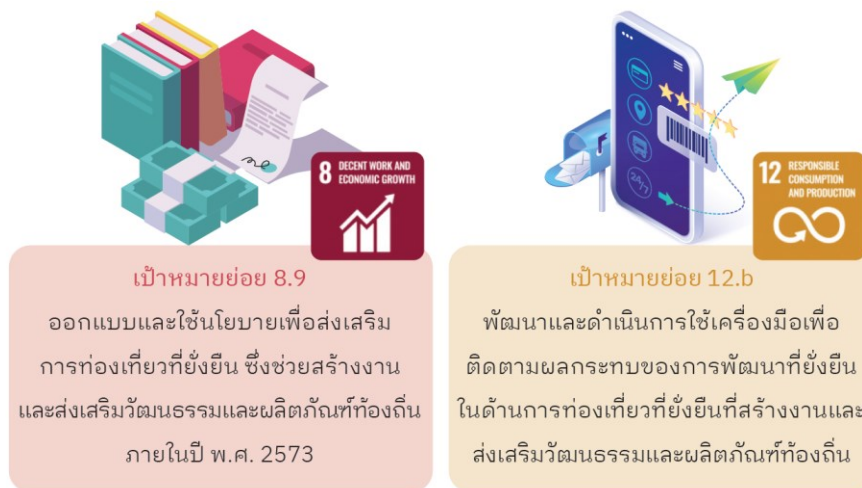 8 DECENT WORK AND
ECONOMIC GROWTH
เป้าหมายย่อย 8.9
ออกแบบและใช้นโยบายเพื่อส่งเสริม
การท่องเที่ยวที่ยั่งยืน ซึ่งช่วยสร้างงาน
และส่งเสริมวัฒนธรรมและผลิตภัณฑ์ท้องถิ่น
ภายในปี พ.ศ. 2573
24/7
12 RESPONSIBLE
CONSUMPTION
AND PRODUCTION
เป้าหมายย่อย 12.b
พัฒนาและดำเนินการใช้เครื่องมือเพื่อ
ติดตามผลกระทบของการพัฒนาที่ยั่งยืน
ในด้านการท่องเที่ยวที่ยั่งยืนที่สร้างงานและ
ส่งเสริมวัฒนธรรมและผลิตภัณฑ์ท้องถิ่น